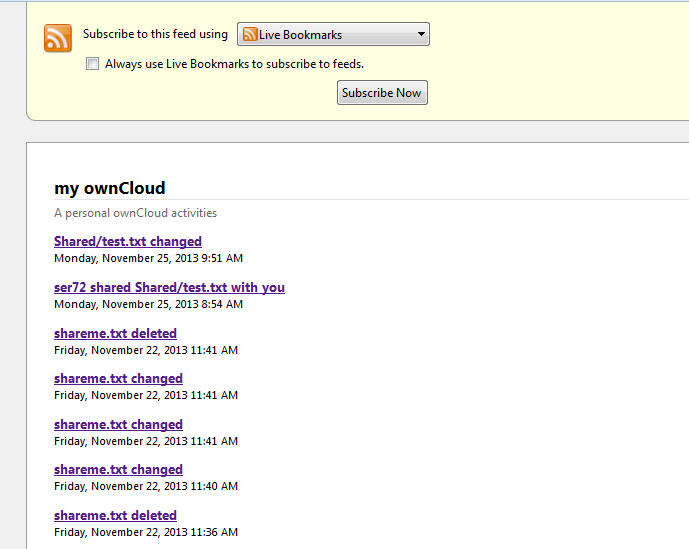 Subscribe to this feed using Live Bookmarks
Always use Live Bookmarks to subscribe to feeds.
Subscribe Now
my ownCloud
A personal ownCloud activities
Shared/test.txt changed
Monday, November 25, 2013 9:51 AM
ser72 shared Shared/test.txt with you
Monday, November 25, 2013 8:54 AM
shareme.txt deleted
Friday, November 22, 2013 11:41 AM
shareme.txt changed
Friday, November 22, 2013 11:41 AM
shareme.txt changed
Friday, November 22, 2013 11:41 AM
shareme.txt changed
Friday, November 22, 2013 11:40 AM
shareme.txt deleted
Friday, November 22, 2013 11:36 AM